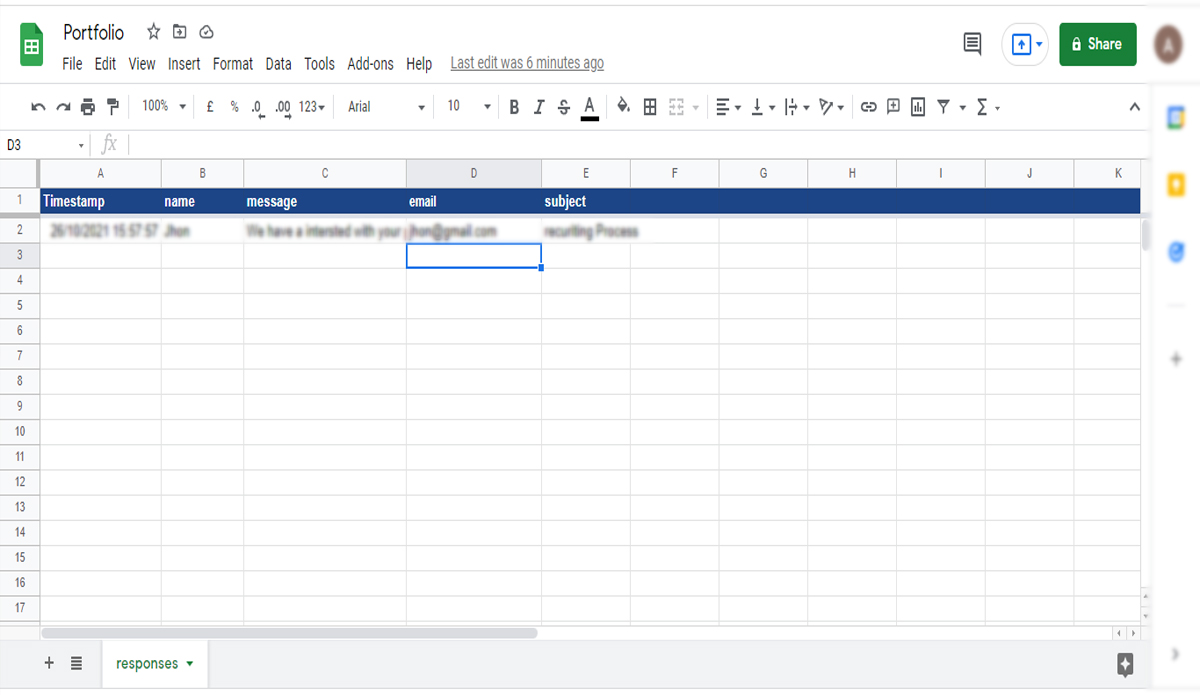 Portfolio
File Edit View Insert Format Data Tools Add-ons Help Last edit was 6 minutes ago
Share
A
100% £ % .0 .00 123 Arial 10 B I S A
D3 fx
A B C D E F G H I J K
1 Timestamp name message email subject
2 26/10/2021 15:57:57 Jhon We have a intersted with your jhon@gmail.com recuriting Process
3
4
5
6
7
8
9
10
11
12
13
14
15
16
17
responses